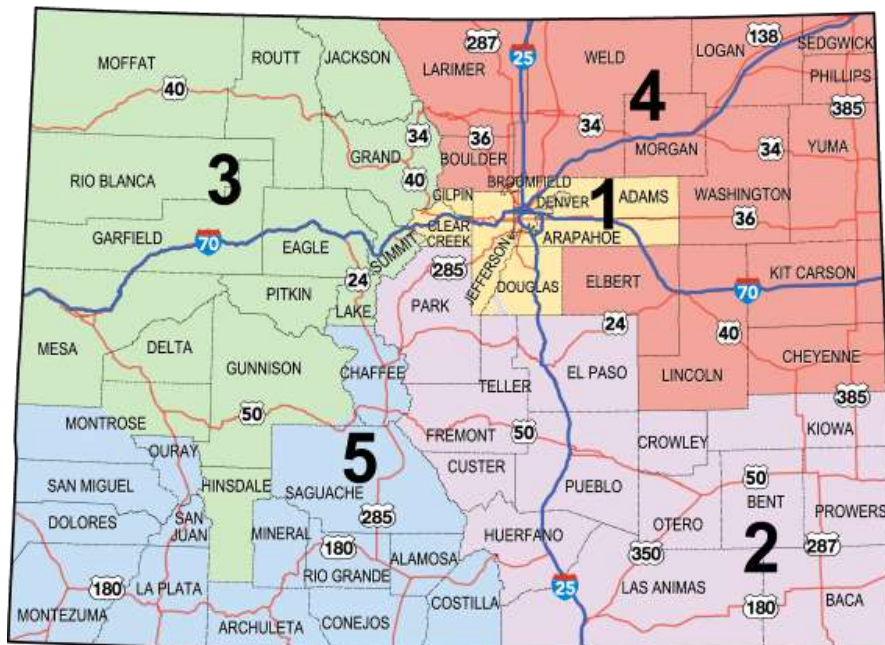 MOFFAT
ROUTT
JACKSON
LARIMER
287
25
WELD
LOGAN
138
SEDGWICK
PHILLIPS
40
4
385
34
36
34
MORGAN
34
YUMA
GRAND
BOULDER
RIO BLANCA
3
40
GILPIN
BROOMFIELD
1
DENVER
ADAMS
WASHINGTON
36
GARFIELD
70
EAGLE
SUMMIT
CLEAR
CREEK
JEFFERSON
ARAPAHOE
285
24
PITKIN
LAKE
PARK
DOUGLAS
ELBERT
70
KIT CARSON
MESA
DELTA
GUNNISON
CHAFFEE
TELLER
24
EL PASO
40
LINCOLN
CHEYENNE
385
50
MONTROSE
OURAY
5
FREMONT
50
CROWLEY
KIOWA
SAN MIGUEL
HINSDALE
SAGUACHE
CUSTER
PUEBLO
50
BENT
DOLORES
SAN
JUAN
MINERAL
285
HUERFANO
OTERO
2
PROWERS
180
ALAMOSA
350
287
180
LA PLATA
RIO GRANDE
25
LAS ANIMAS
MONTEZUMA
ARCHULETA
CONEJOS
COSTILLA
180
BACA